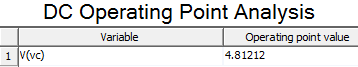 DC Operating Point Analysis
Variable Operating point value
1 V(vc) 4.81212